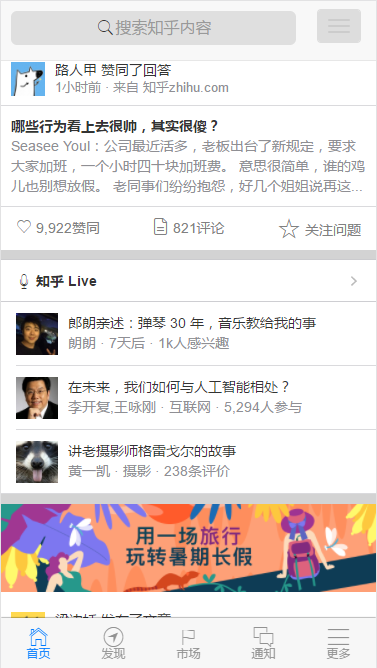 搜索知乎内容
路人甲 赞同了回答
1小时前 · 来自 知乎zhihu.com
哪些行为看上去很帅，其实很傻？
Seasee Youl：公司最近活多，老板出台了新规定，要求
大家加班，一个小时四十块加班费。 意思很简单，谁的鸡
儿也别想放假。 老同事们纷纷抱怨，好几个姐姐说再这...
9,922赞同 821评论 关注问题
知乎 Live
郎朗亲述：弹琴 30 年，音乐教给我的事
朗朗 · 7天后 · 1k人感兴趣
在未来，我们如何与人工智能相处？
李开复,王咏刚 · 互联网 · 5,294人参与
讲老摄影师格雷戈尔的故事
黄一凯 · 摄影 · 238条评价
用一场旅行
玩转暑期长假
发布了文章
首页 发现 市场 通知 更多